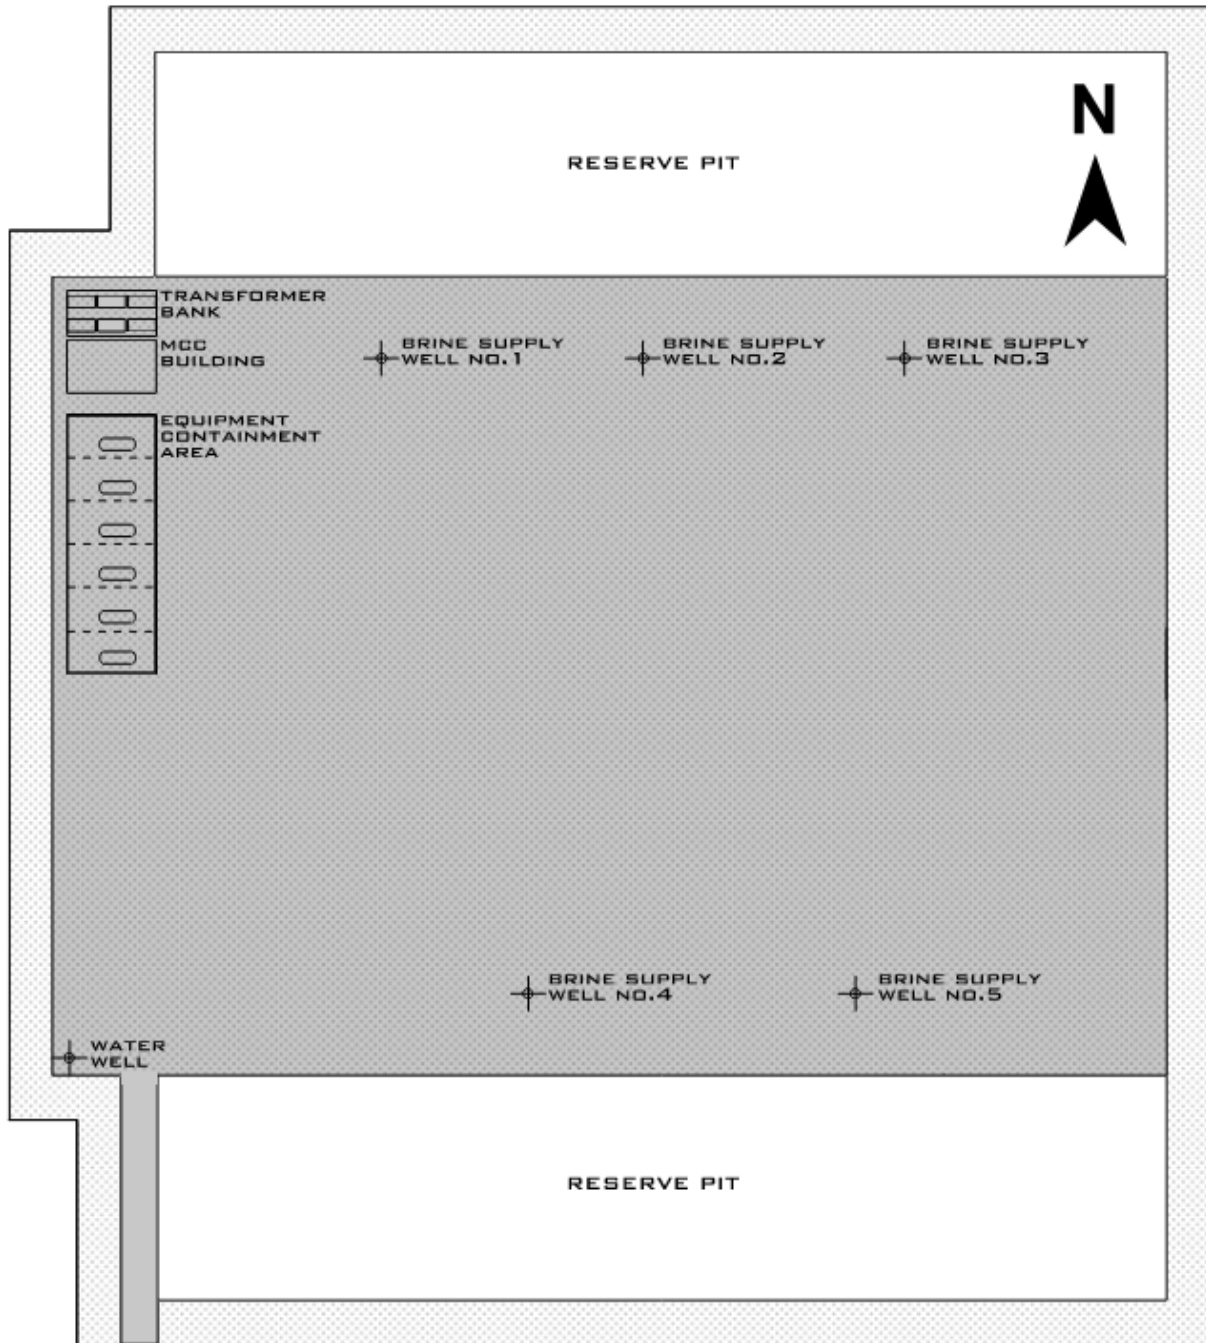 RESERVE PIT
N
TRANSFORMER
BANK
MCC
BUILDING
BRINE SUPPLY
WELL NO.1
BRINE SUPPLY
WELL NO.2
BRINE SUPPLY
WELL NO.3
EQUIPMENT
CONTAINMENT
AREA
BRINE SUPPLY
WELL NO.4
BRINE SUPPLY
WELL NO.5
WATER
WELL
RESERVE PIT